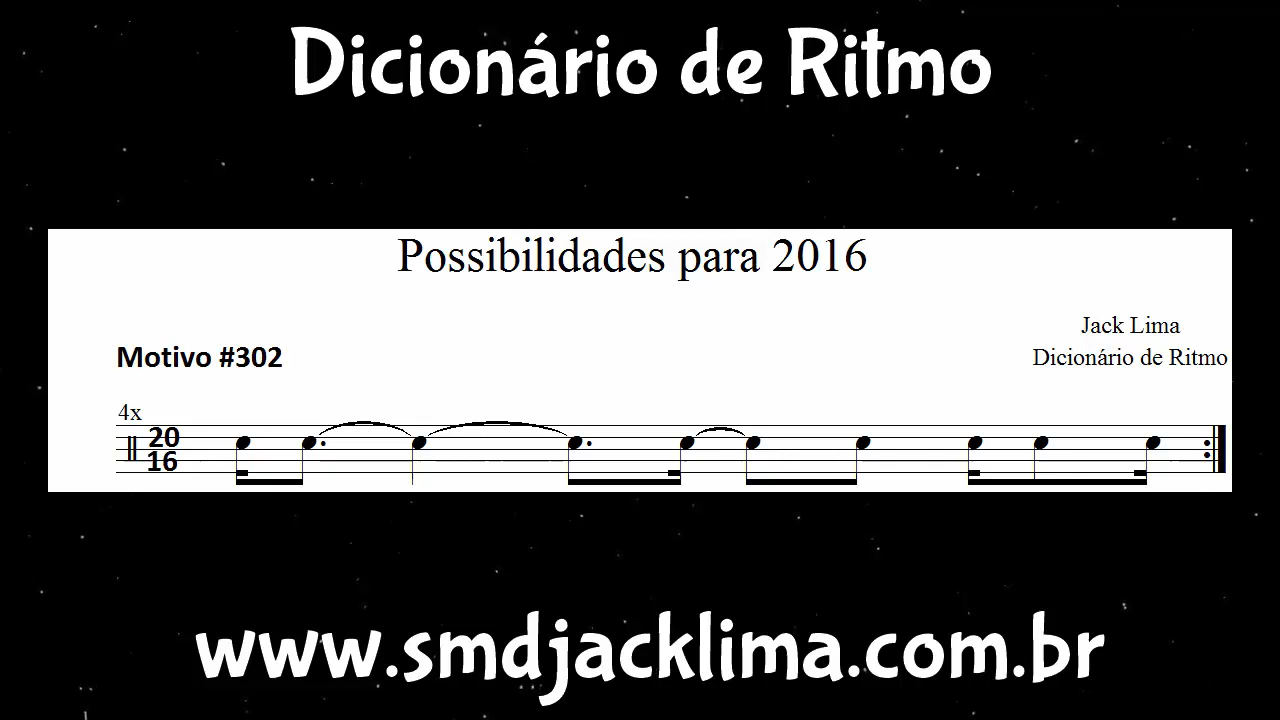 Dicionário de Ritmo
Possibilidades para 2016
Jack Lima
Motivo #302
Dicionário de Ritmo
4x
20
16
www.smdjacklima.com.br